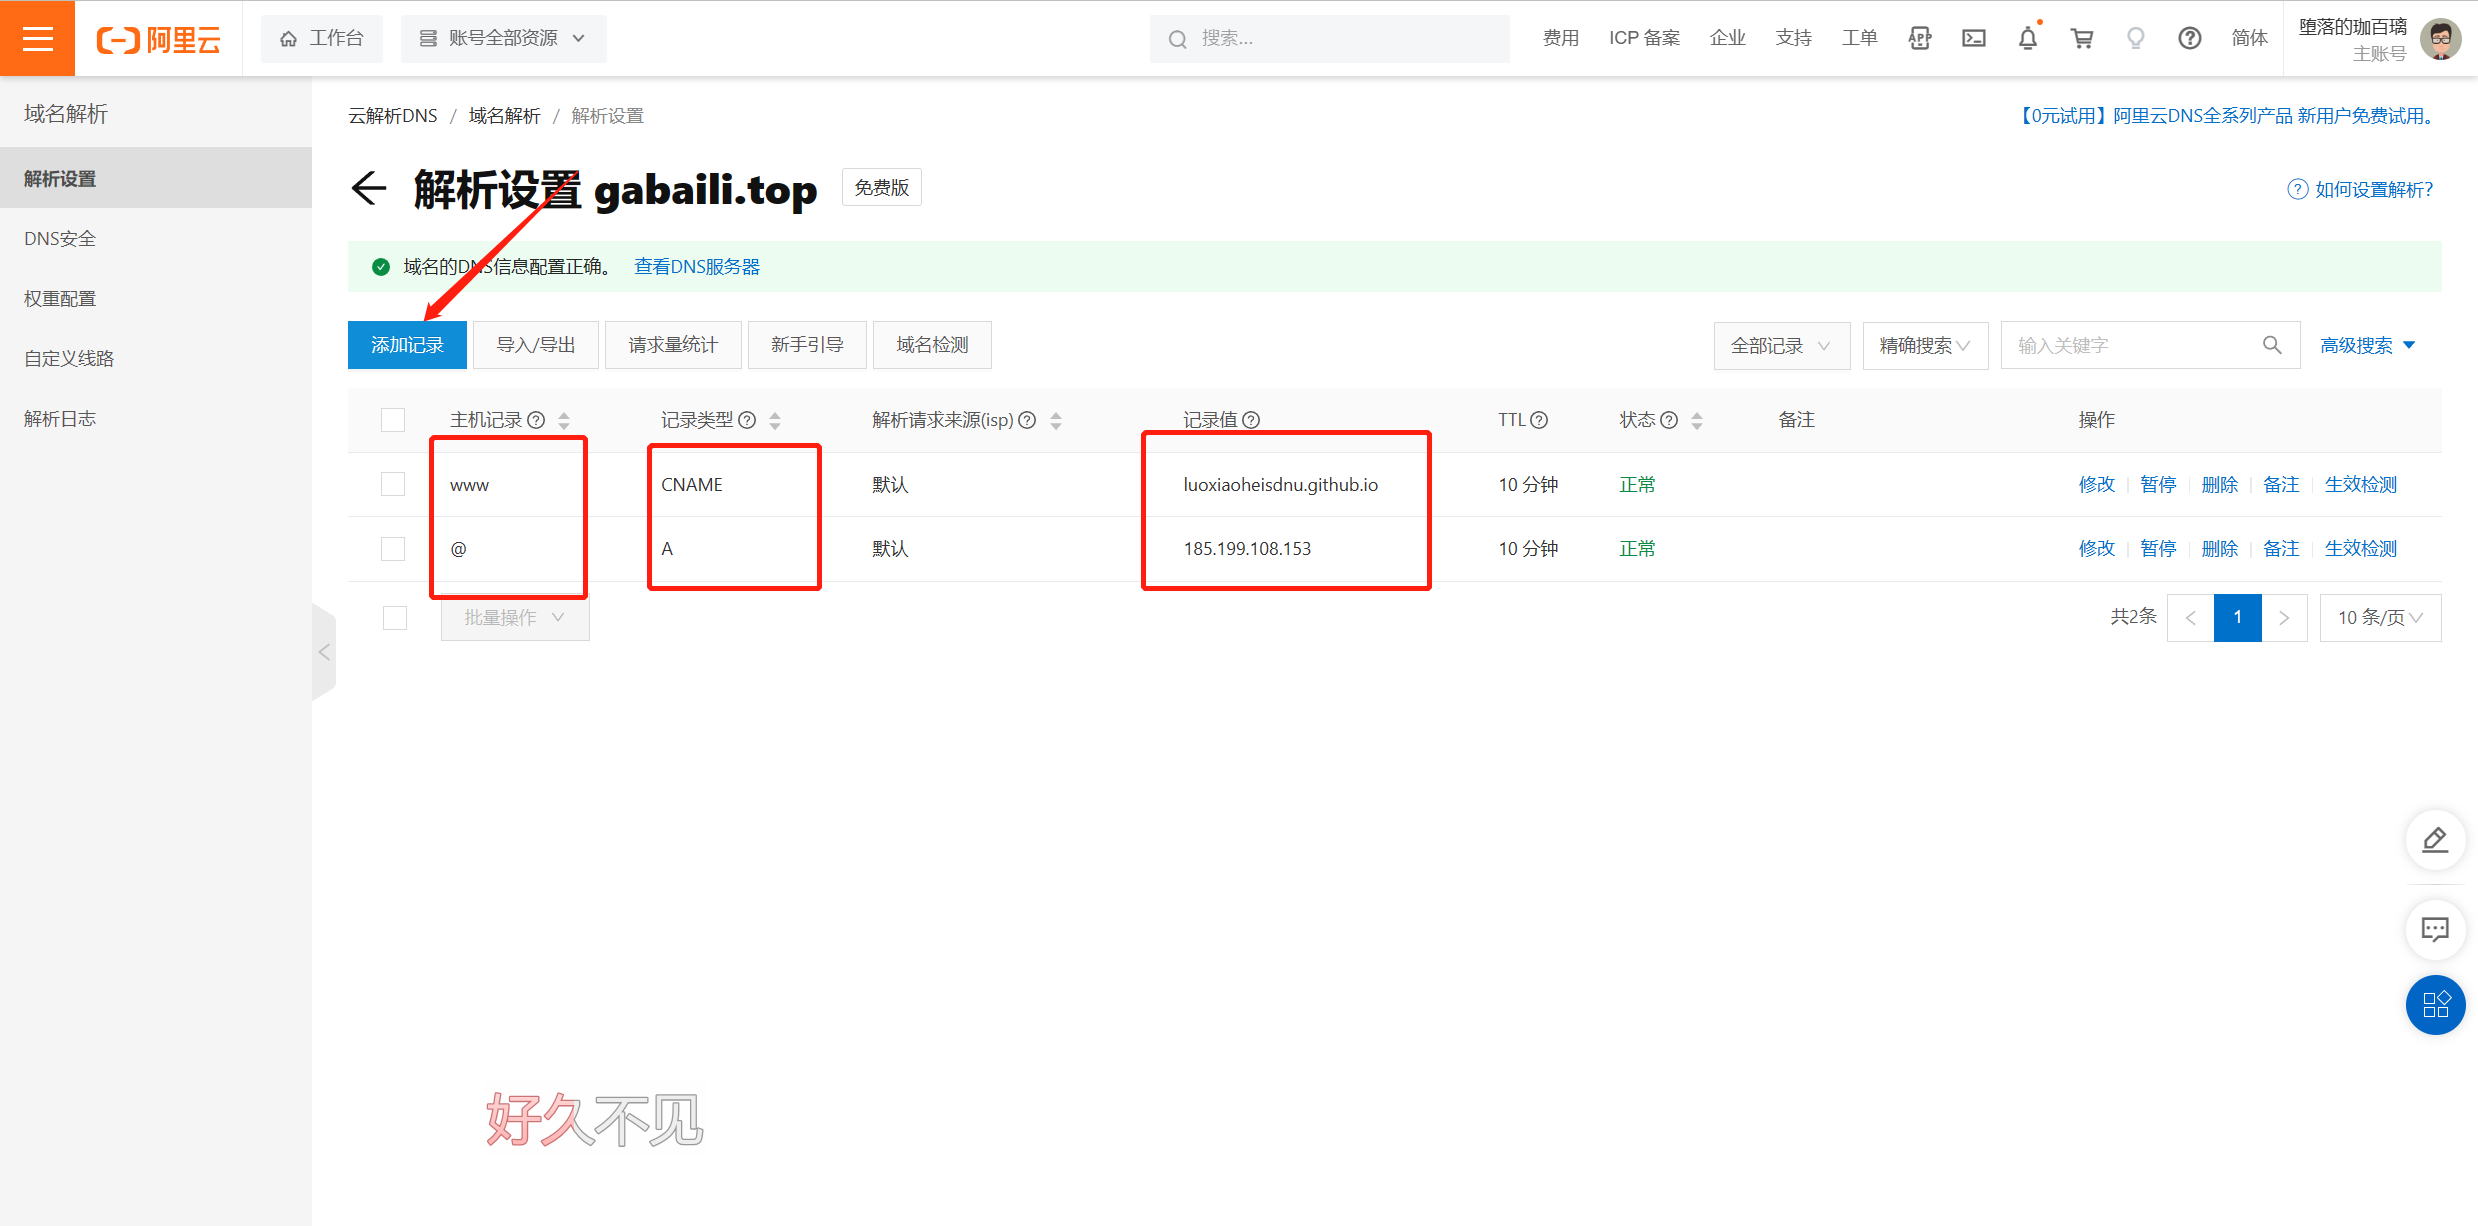 阿里云 工作台 账号全部资源 搜索... 费用 ICP 备案 企业 支持 工单 简体 堕落的珈百璃
主账号
域名解析
解析设置
DNS安全
权重配置
自定义线路
解析日志
云解析DNS / 域名解析 / 解析设置
【0元试用】阿里云DNS全系列产品 新用户免费试用。
解析设置 gabaili.top 免费版
如何设置解析?
域名的DNS信息配置正确。 查看DNS服务器
添加记录 导入/导出 请求量统计 新手引导 域名检测 全部记录 精确搜索 输入关键字 高级搜索
主机记录 记录类型 解析请求来源(isp) 记录值 TTL 状态 备注 操作
www CNAME 默认 luoxiaoheisdnu.github.io 10 分钟 正常 修改 暂停 删除 备注 生效检测
@ A 默认 185.199.108.153 10 分钟 正常 修改 暂停 删除 备注 生效检测
批量操作 共2条 < 1 > 10 条/页
好久不见